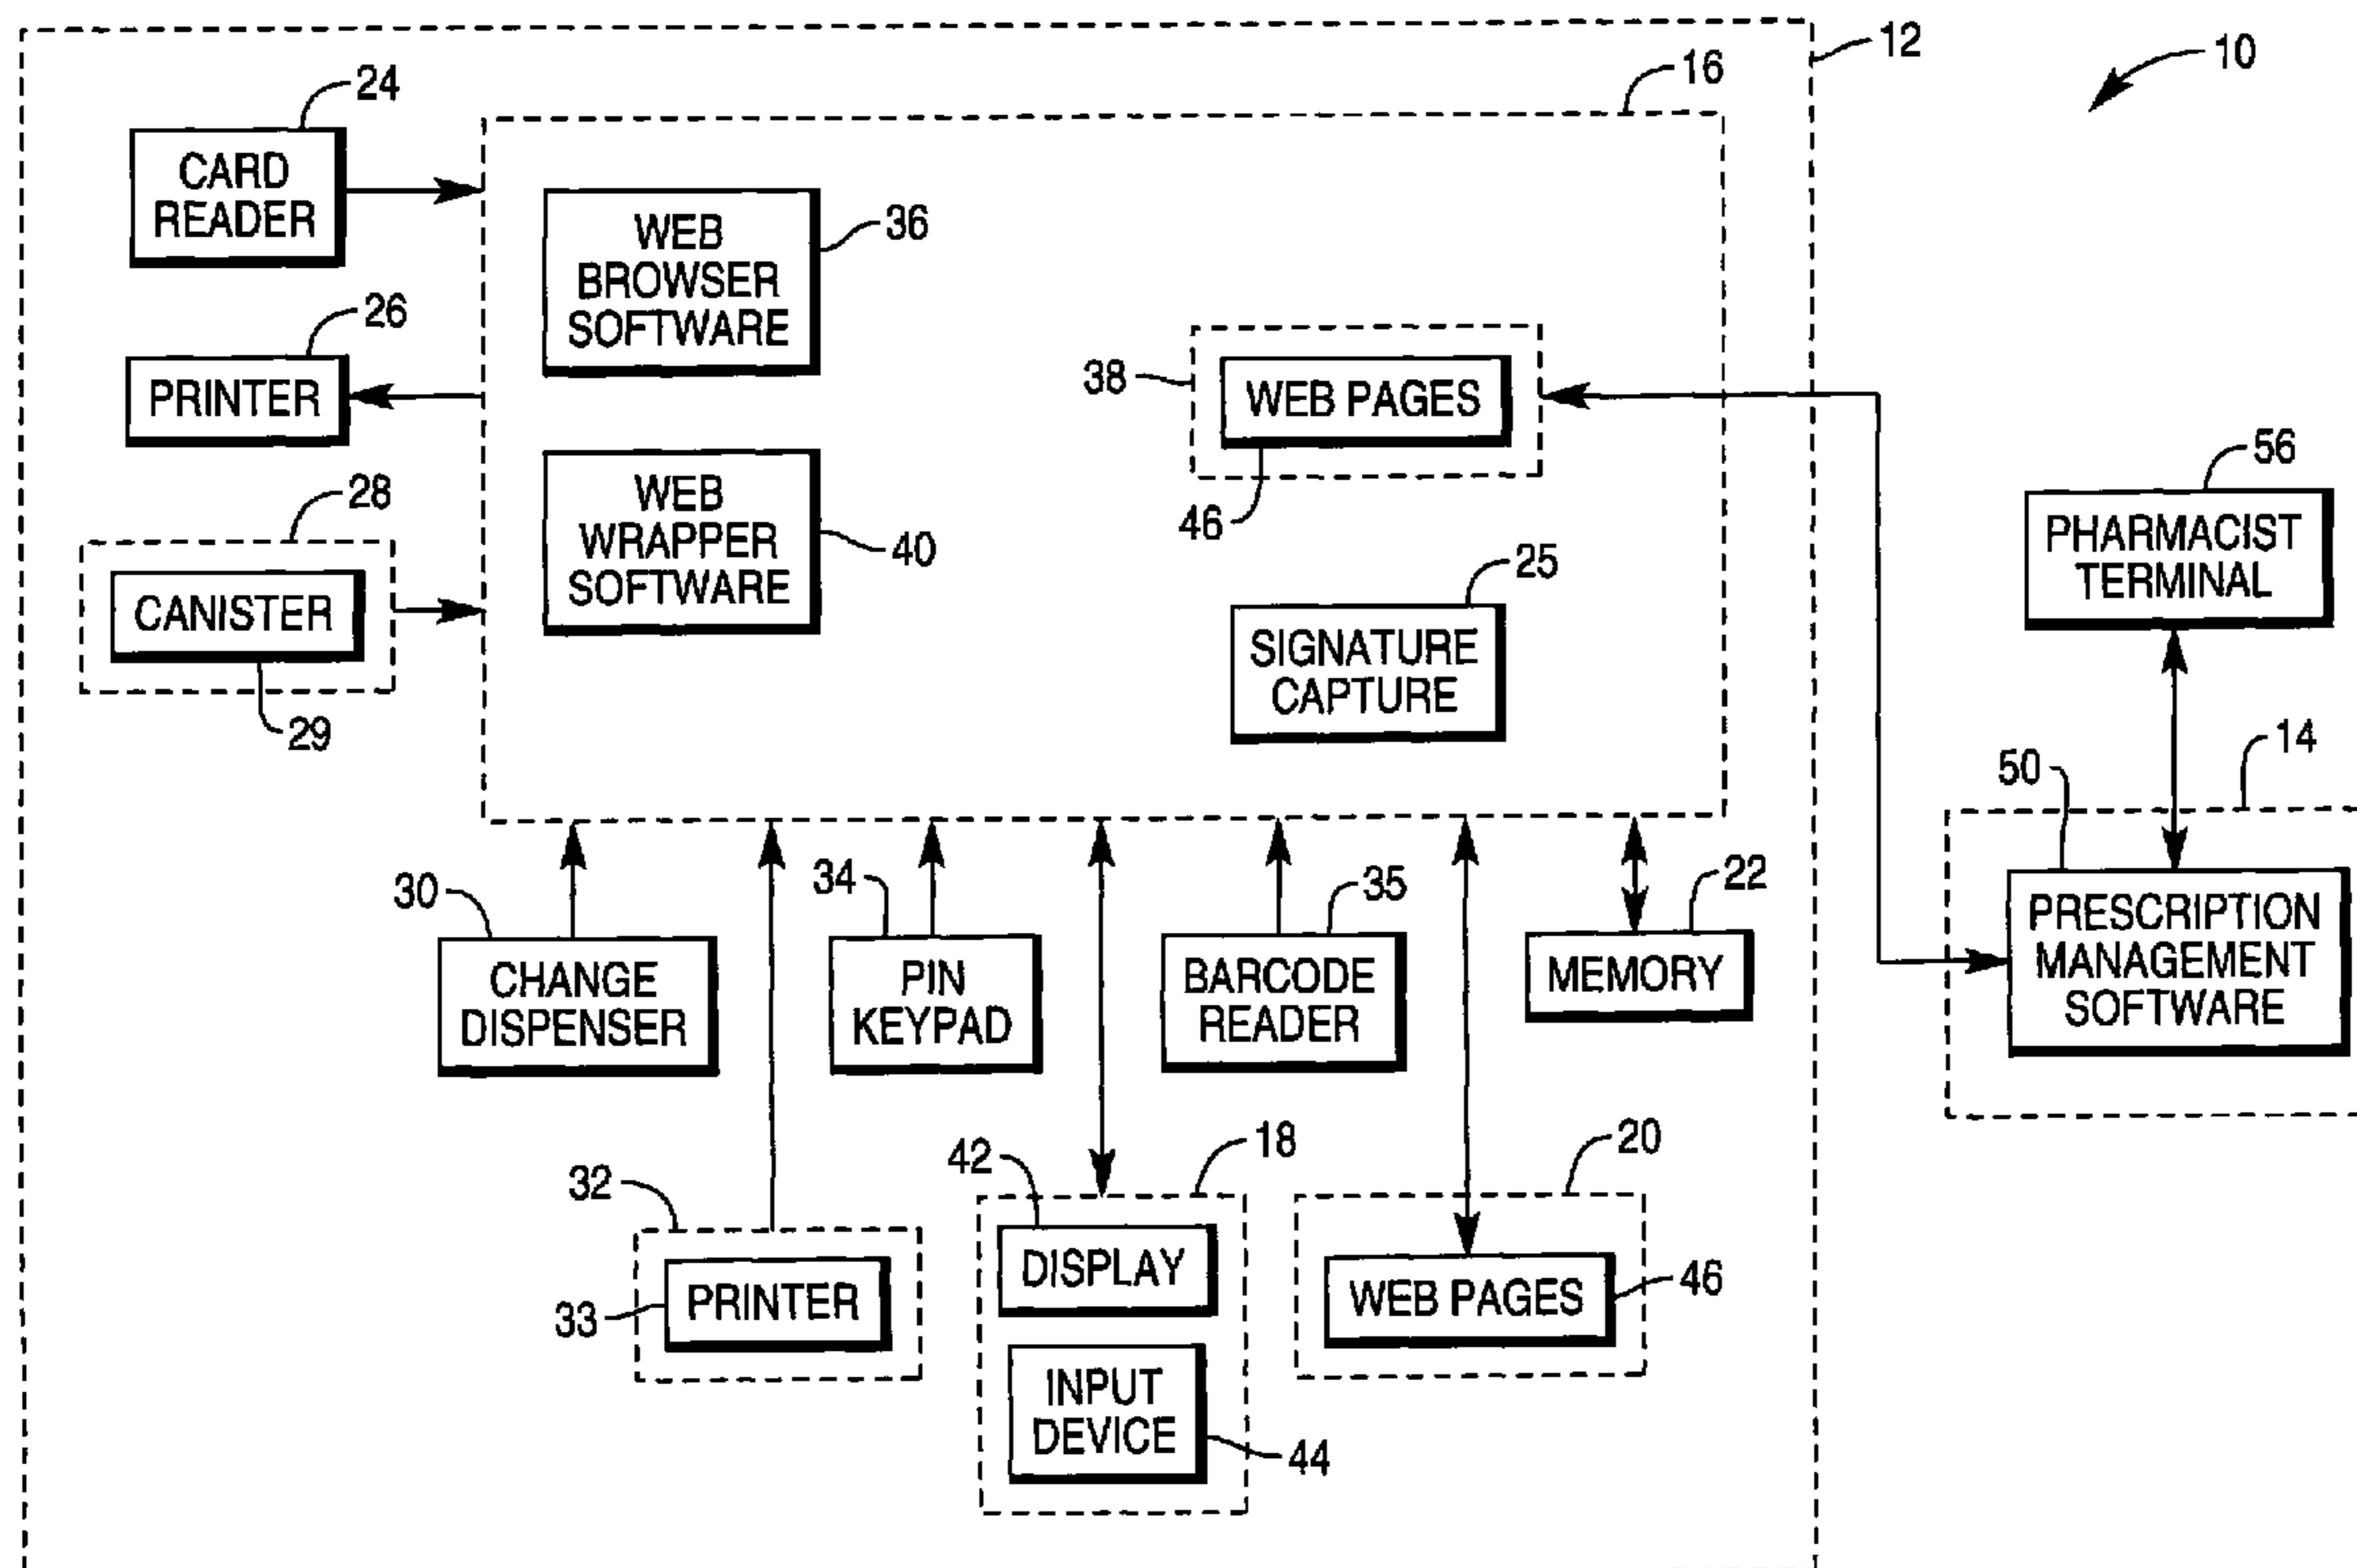 12
10
16
24
CARD
READER
WEB
BROWSER
SOFTWARE
36
26
PRINTER
38
WEB PAGES
46
56
PHARMACIST
TERMINAL
28
CANISTER
29
WEB
WRAPPER
SOFTWARE
40
25
SIGNATURE
CAPTURE
14
50
PRESCRIPTION
MANAGEMENT
SOFTWARE
30
CHANGE
DISPENSER
34
PIN
KEYPAD
35
BARCODE
READER
22
MEMORY
32
33
PRINTER
42
18
DISPLAY
INPUT
DEVICE
44
20
WEB PAGES
46